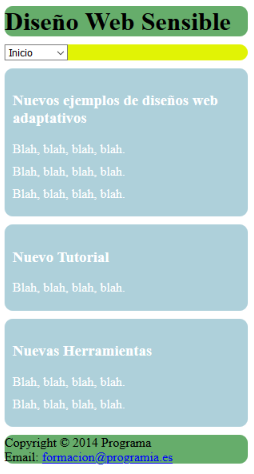 Diseño Web Sensible
Inicio
Nuevos ejemplos de diseños web
adaptativos
Blah, blah, blah, blah.
Blah, blah, blah, blah.
Blah, blah, blah, blah.
Nuevo Tutorial
Blah, blah, blah, blah.
Nuevas Herramientas
Blah, blah, blah, blah.
Blah, blah, blah, blah.
Copyright © 2014 Programa
Email: formacion@programia.es